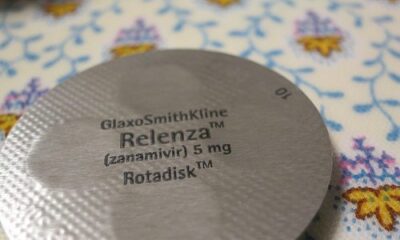 GlaxoSmithKline
Relenza™
(zanamivir) 5 mg
Rotadisk™
10